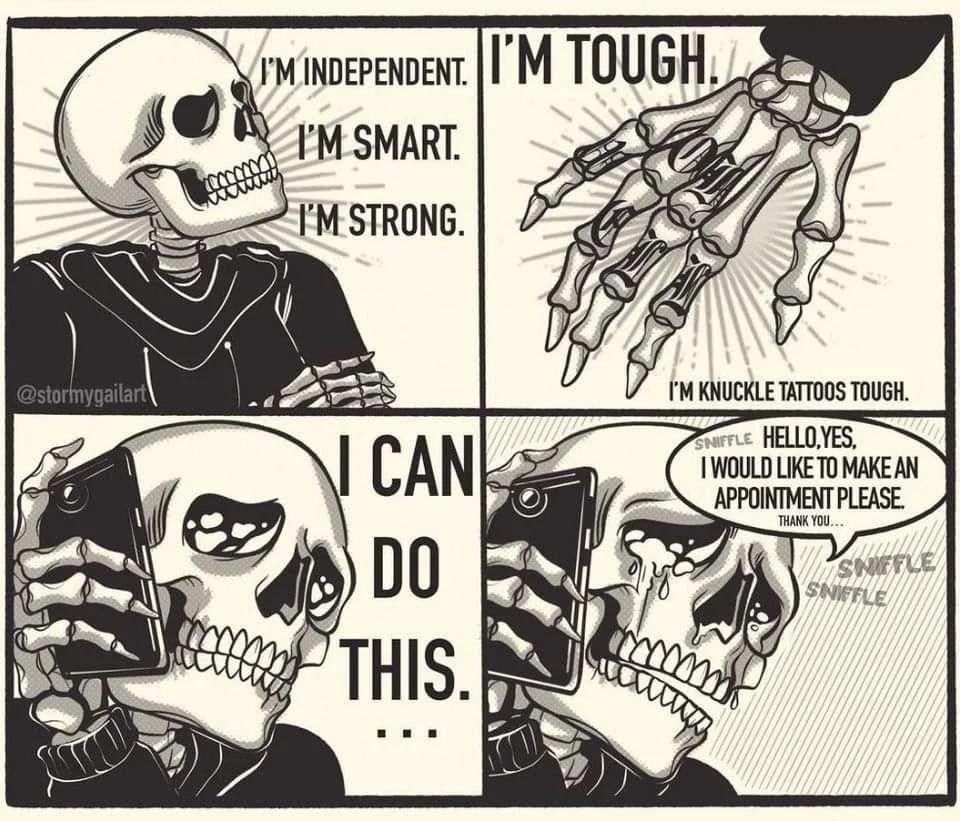 I'M INDEPENDENT.
I'M SMART.
I'M STRONG.
@stormygailart
I'M TOUGH.
I'M KNUCKLE TATTOOS TOUGH.
I CAN
DO
THIS.
...
SNIFFLE HELLO,YES,
I WOULD LIKE TO MAKE AN
APPOINTMENT PLEASE.
THANK YOU...
SNIFFLE
SNIFFLE